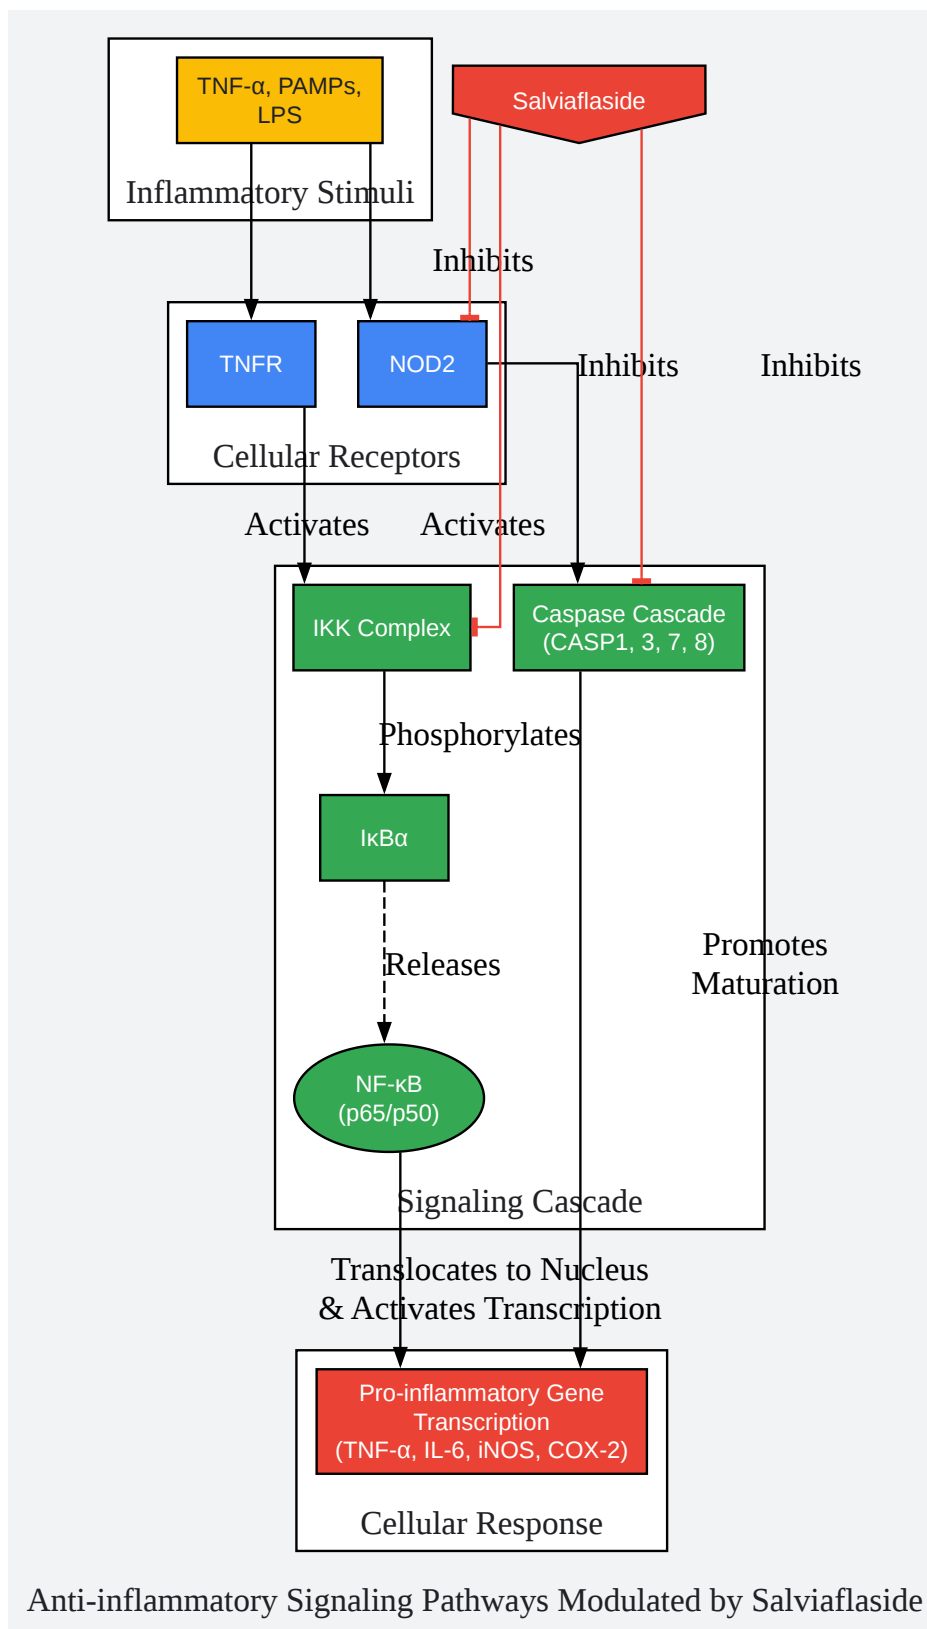 TNF-α, PAMPs,
LPS
Salviaflaside
Inflammatory Stimuli
Inhibits
TNFR
NOD2
Inhibits
Inhibits
Cellular Receptors
Activates
Activates
IKK Complex
Caspase Cascade
(CASP1, 3, 7, 8)
Phosphorylates
IκBα
Releases
Promotes
Maturation
NF-κB
(p65/p50)
Signaling Cascade
Translocates to Nucleus
& Activates Transcription
Pro-inflammatory Gene
Transcription
(TNF-α, IL-6, iNOS, COX-2)
Cellular Response
Anti-inflammatory Signaling Pathways Modulated by Salviaflaside